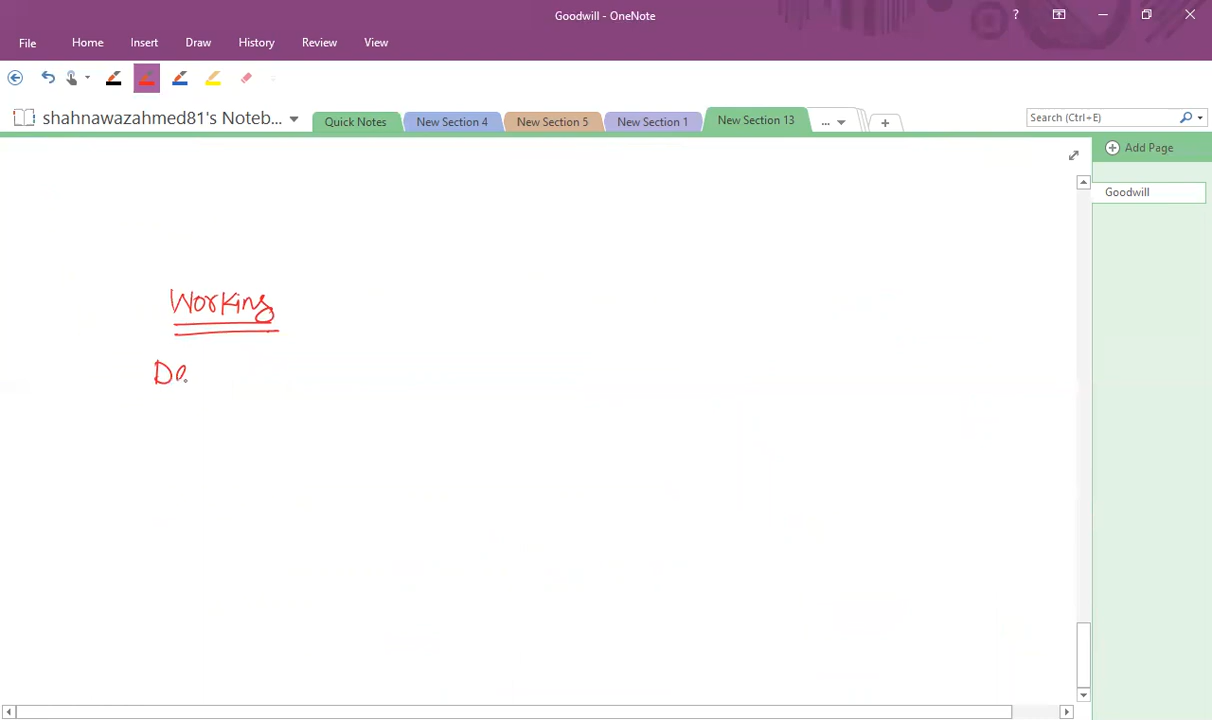 Goodwill - OneNote
?
File Home Insert Draw History Review View
shahnawazahmed81's Noteb...
Quick Notes
New Section 4
New Section 5
New Section 1
New Section 13
...
+
Search (Ctrl+E)
Add Page
Goodwill
Working